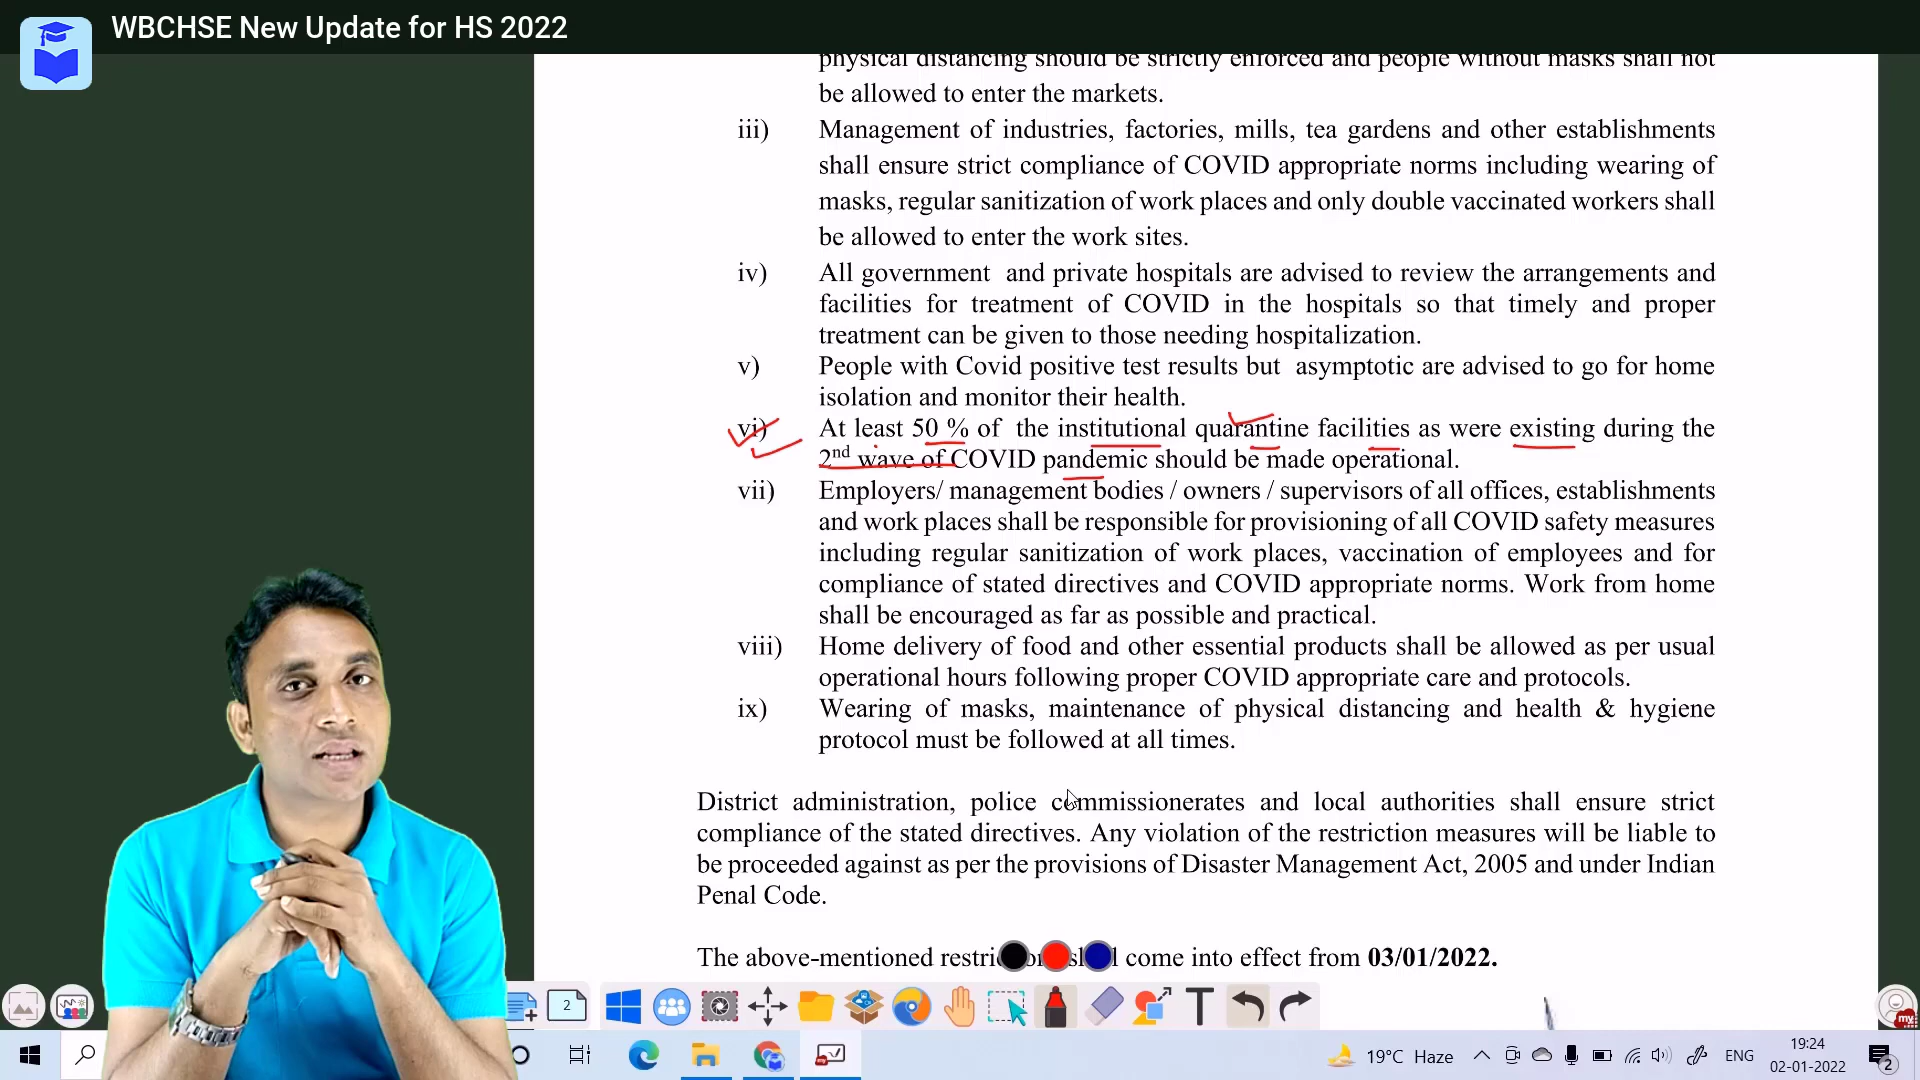 WBCHSE New Update for HS 2022
physical distancing should be strictly enforced and people without masks shall not
be allowed to enter the markets.
iii) Management of industries, factories, mills, tea gardens and other establishments
shall ensure strict compliance of COVID appropriate norms including wearing of
masks, regular sanitization of work places and only double vaccinated workers shall
be allowed to enter the work sites.
iv) All government and private hospitals are advised to review the arrangements and
facilities for treatment of COVID in the hospitals so that timely and proper
treatment can be given to those needing hospitalization.
v) People with Covid positive test results but asymptotic are advised to go for home
isolation and monitor their health.
vi) At least 50 % of the institutional quarantine facilities as were existing during the
2nd wave of COVID pandemic should be made operational.
vii) Employers/ management bodies / owners / supervisors of all offices, establishments
and work places shall be responsible for provisioning of all COVID safety measures
including regular sanitization of work places, vaccination of employees and for
compliance of stated directives and COVID appropriate norms. Work from home
shall be encouraged as far as possible and practical.
viii) Home delivery of food and other essential products shall be allowed as per usual
operational hours following proper COVID appropriate care and protocols.
ix) Wearing of masks, maintenance of physical distancing and health & hygiene
protocol must be followed at all times.
District administration, police commissionerates and local authorities shall ensure strict
compliance of the stated directives. Any violation of the restriction measures will be liable to
be proceeded against as per the provisions of Disaster Management Act, 2005 and under Indian
Penal Code.
The above-mentioned come into effect from 03/01/2022.
2
T
my
19°C Haze
ENG
19:24
02-01-2022
2